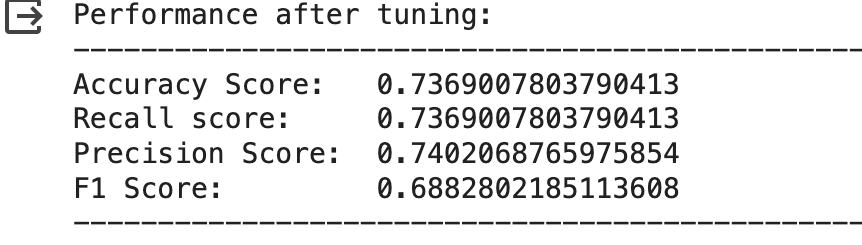 Performance after tuning:
------------------------------------------------
Accuracy Score:   0.7369007803790413
Recall score:     0.7369007803790413
Precision Score:  0.7402068765975854
F1 Score:         0.6882802185113608
------------------------------------------------